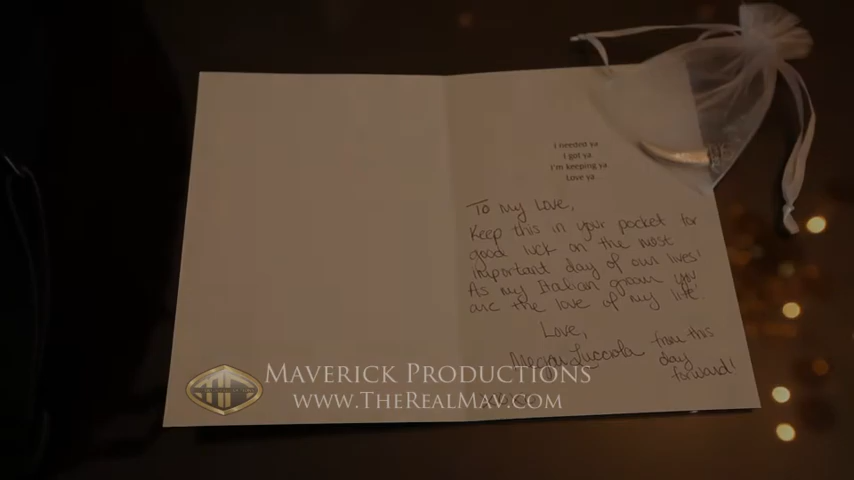 I needed ya
I got ya
I'm keeping ya
Love ya
To my Love,
Keep this in your pocket for
good luck on the most
important day of our lives!
As my Italian groom you
are the love of my life!
Love,
from this
day
forward!
Maverick Productions
www.TheRealMav.com